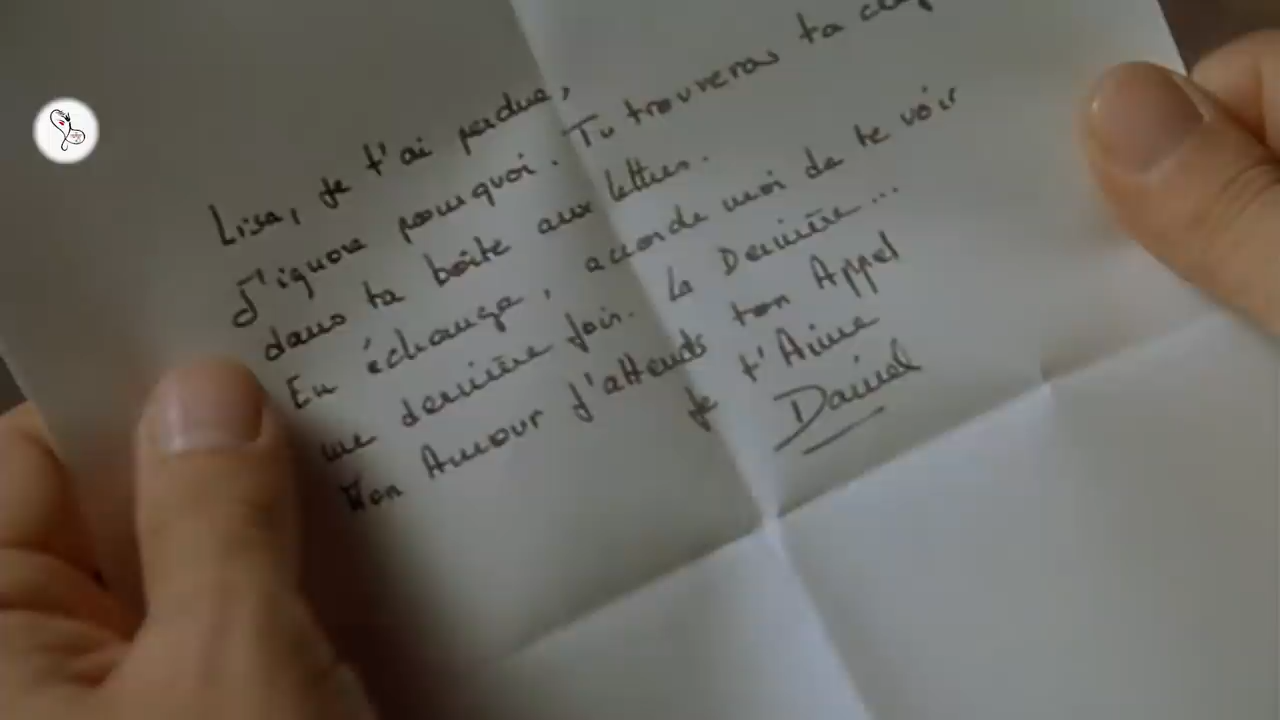 Lisa, Je t'ai perdue,
J'ignore pourquoi. Tu trouveras ta
dans ta boîte aux lettres.
En échange, accorde moi de te voir
une dernière fois. La Dernière...
Mon Amour J'attends ton Appel
Je t'Aime
Daniel